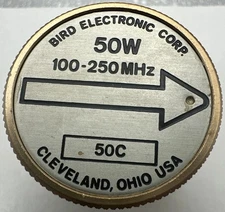 BIRD ELECTRONIC CORP.
50W
100-250MHz
50C
CLEVELAND, OHIO USA